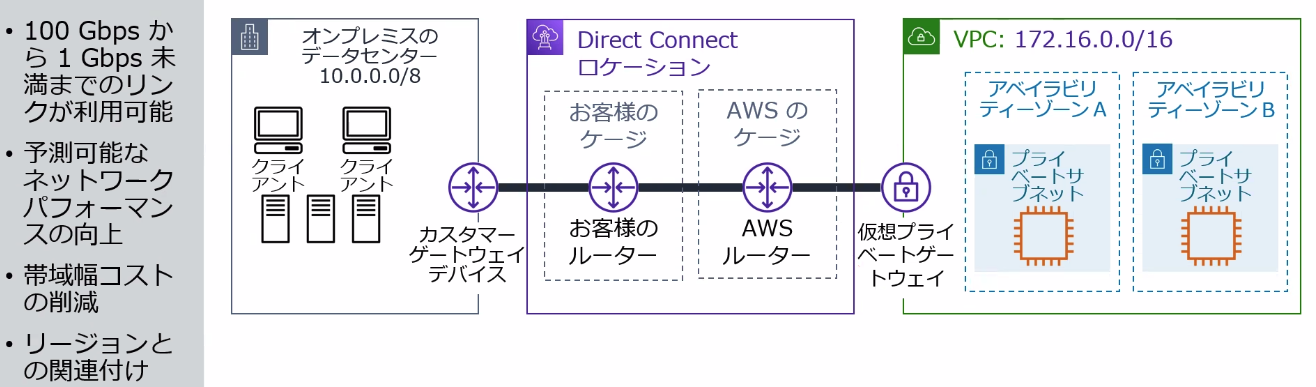 • 100 Gbps か
ら 1 Gbps 未
満までのリン
クが利用可能
• 予測可能な
ネットワーク
パフォーマン
スの向上
• 帯域幅コスト
の削減
• リージョンと
の関連付け
オンプレミスの
データセンター
10.0.0.0/8
クライ
アント
クライ
アント
カスタマー
ゲートウェイ
デバイス
Direct Connect
ロケーション
お客様の
ケージ
お客様の
ルーター
AWS の
ケージ
AWS
ルーター
仮想プライ
ベートゲー
トウェイ
VPC: 172.16.0.0/16
アベイラビリ
ティーゾーン A
プライ
ベートサ
ブネット
アベイラビリ
ティーゾーン B
プライ
ベートサ
ブネット